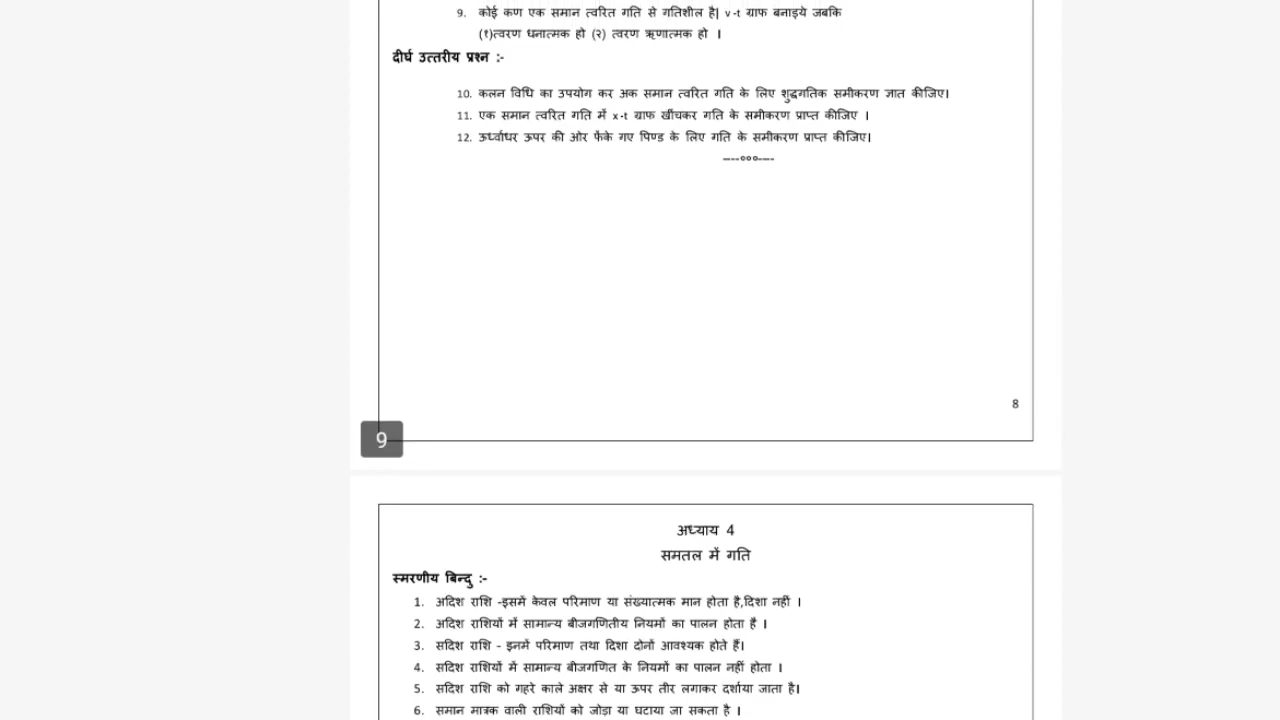 9. कोई कण एक समान त्वरित गति से गतिशील है| v -t ग्राफ बनाइये जबकि
(१)त्वरण धनात्मक हो (२) त्वरण ऋणात्मक हो ।
दीर्घ उत्तरीय प्रश्न :-
10. कलन विधि का उपयोग कर अक समान त्वरित गति के लिए शुद्धगतिक समीकरण ज्ञात कीजिए।
11. एक समान त्वरित गति में x -t ग्राफ खींचकर गति के समीकरण प्राप्त कीजिए ।
12. ऊर्ध्वाधर ऊपर की ओर फेंके गए पिण्ड के लिए गति के समीकरण प्राप्त कीजिए।
----०००----
8
9
अध्याय 4
समतल में गति
स्मरणीय बिन्दु :-
1. अदिश राशि -इसमें केवल परिमाण या संख्यात्मक मान होता है,दिशा नहीं ।
2. अदिश राशियों में सामान्य बीजगणितीय नियमों का पालन होता है ।
3. सदिश राशि - इनमें परिमाण तथा दिशा दोनों आवश्यक होते हैं।
4. सदिश राशियों में सामान्य बीजगणित के नियमों का पालन नहीं होता ।
5. सदिश राशि को गहरे काले अक्षर से या ऊपर तीर लगाकर दर्शाया जाता है।
6. समान मात्रक वाली राशियों को जोड़ा या घटाया जा सकता है ।